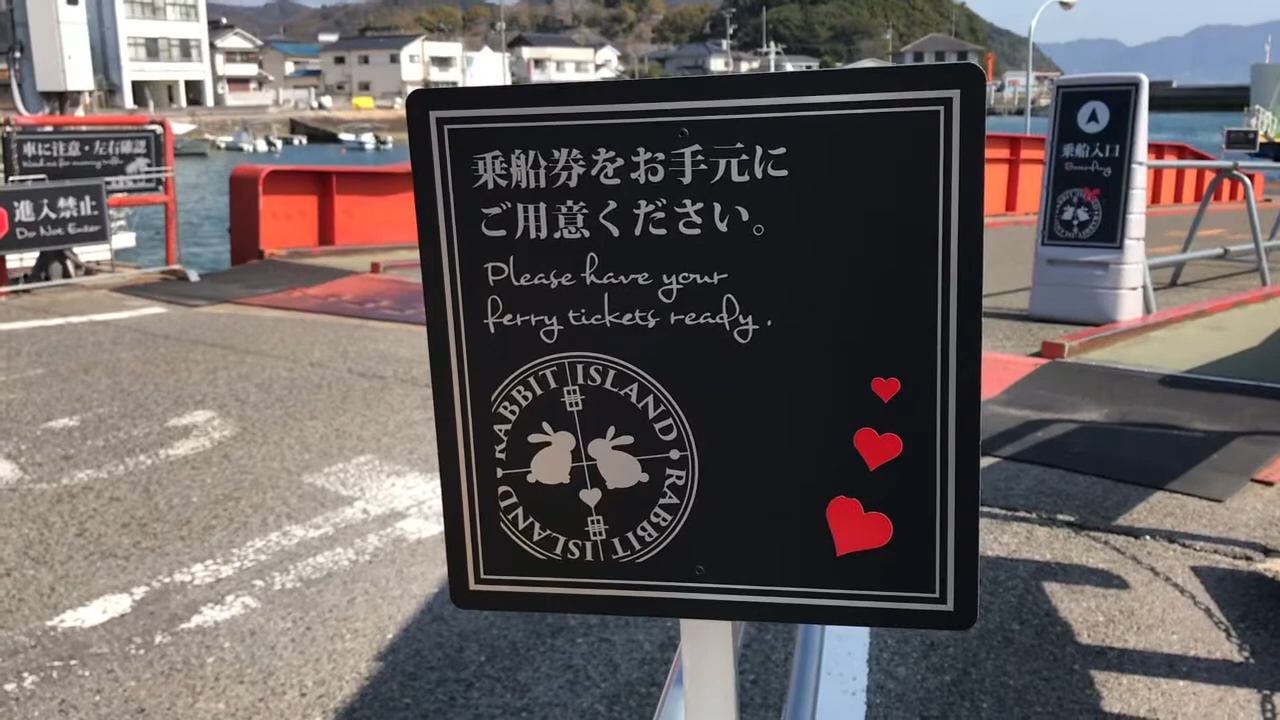 車に注意・左右確認
進入禁止
Do Not Enter
乗船券をお手元に
ご用意ください。
Please have your
ferry tickets ready.
RABBIT ISLAND • RABBIT ISLAND
乗船入口
Boarding